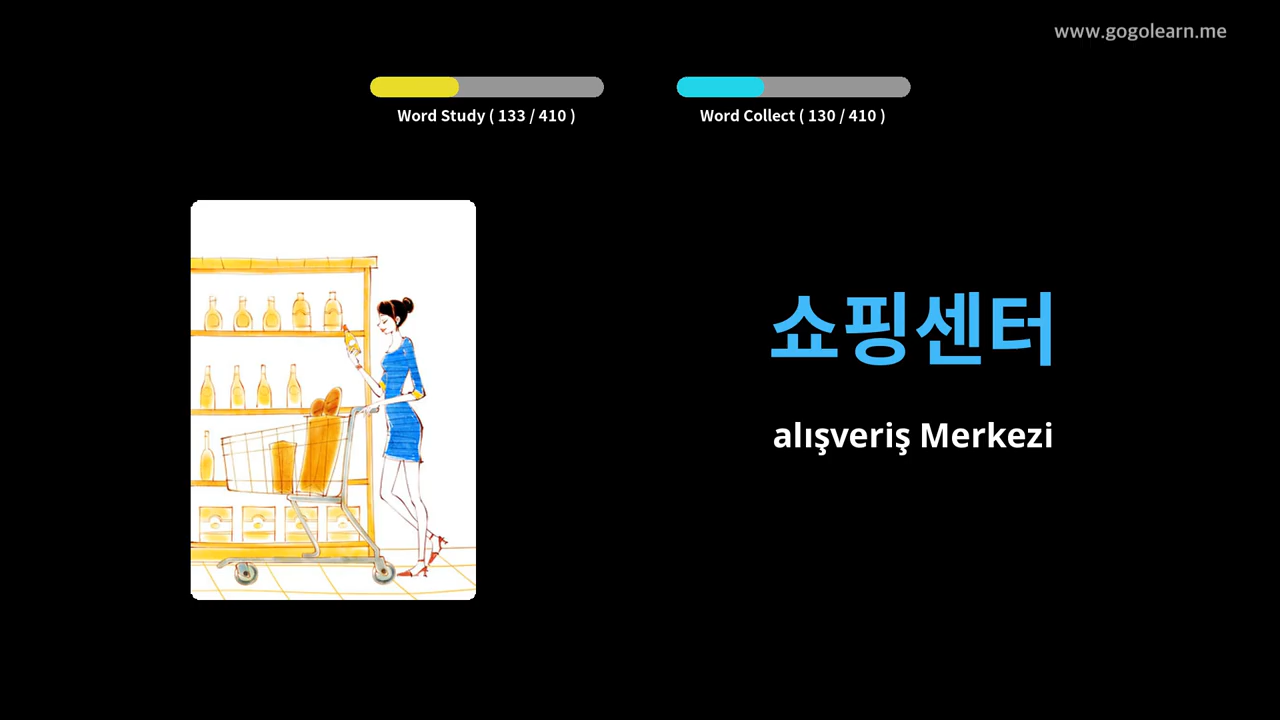 www.gogolearn.me
Word Study ( 133 / 410 )
Word Collect ( 130 / 410 )
쇼핑센터
alışveriş Merkezi